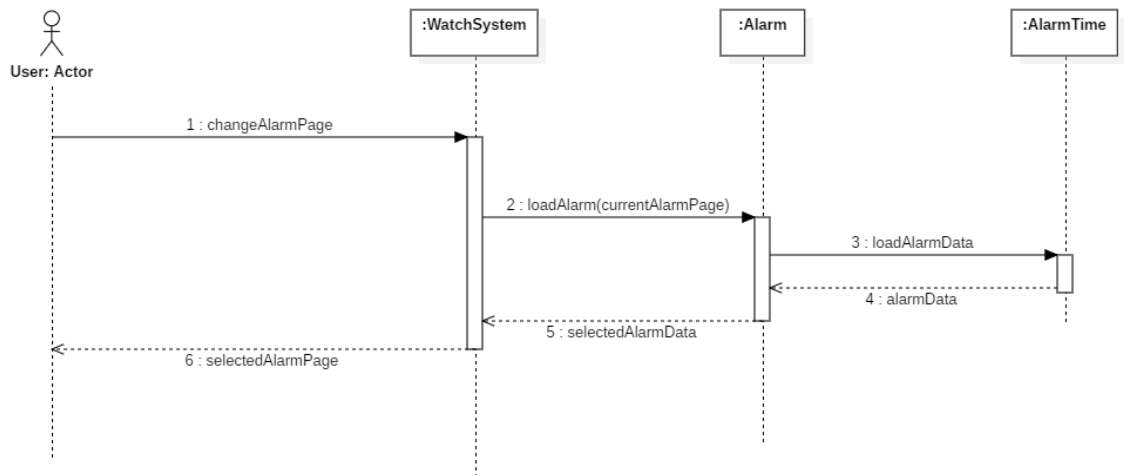 :WatchSystem
:Alarm
:AlarmTime
User: Actor
1 : changeAlarmPage
2 : loadAlarm(currentAlarmPage)
3 : loadAlarmData
4 : alarmData
5 : selectedAlarmData
6 : selectedAlarmPage